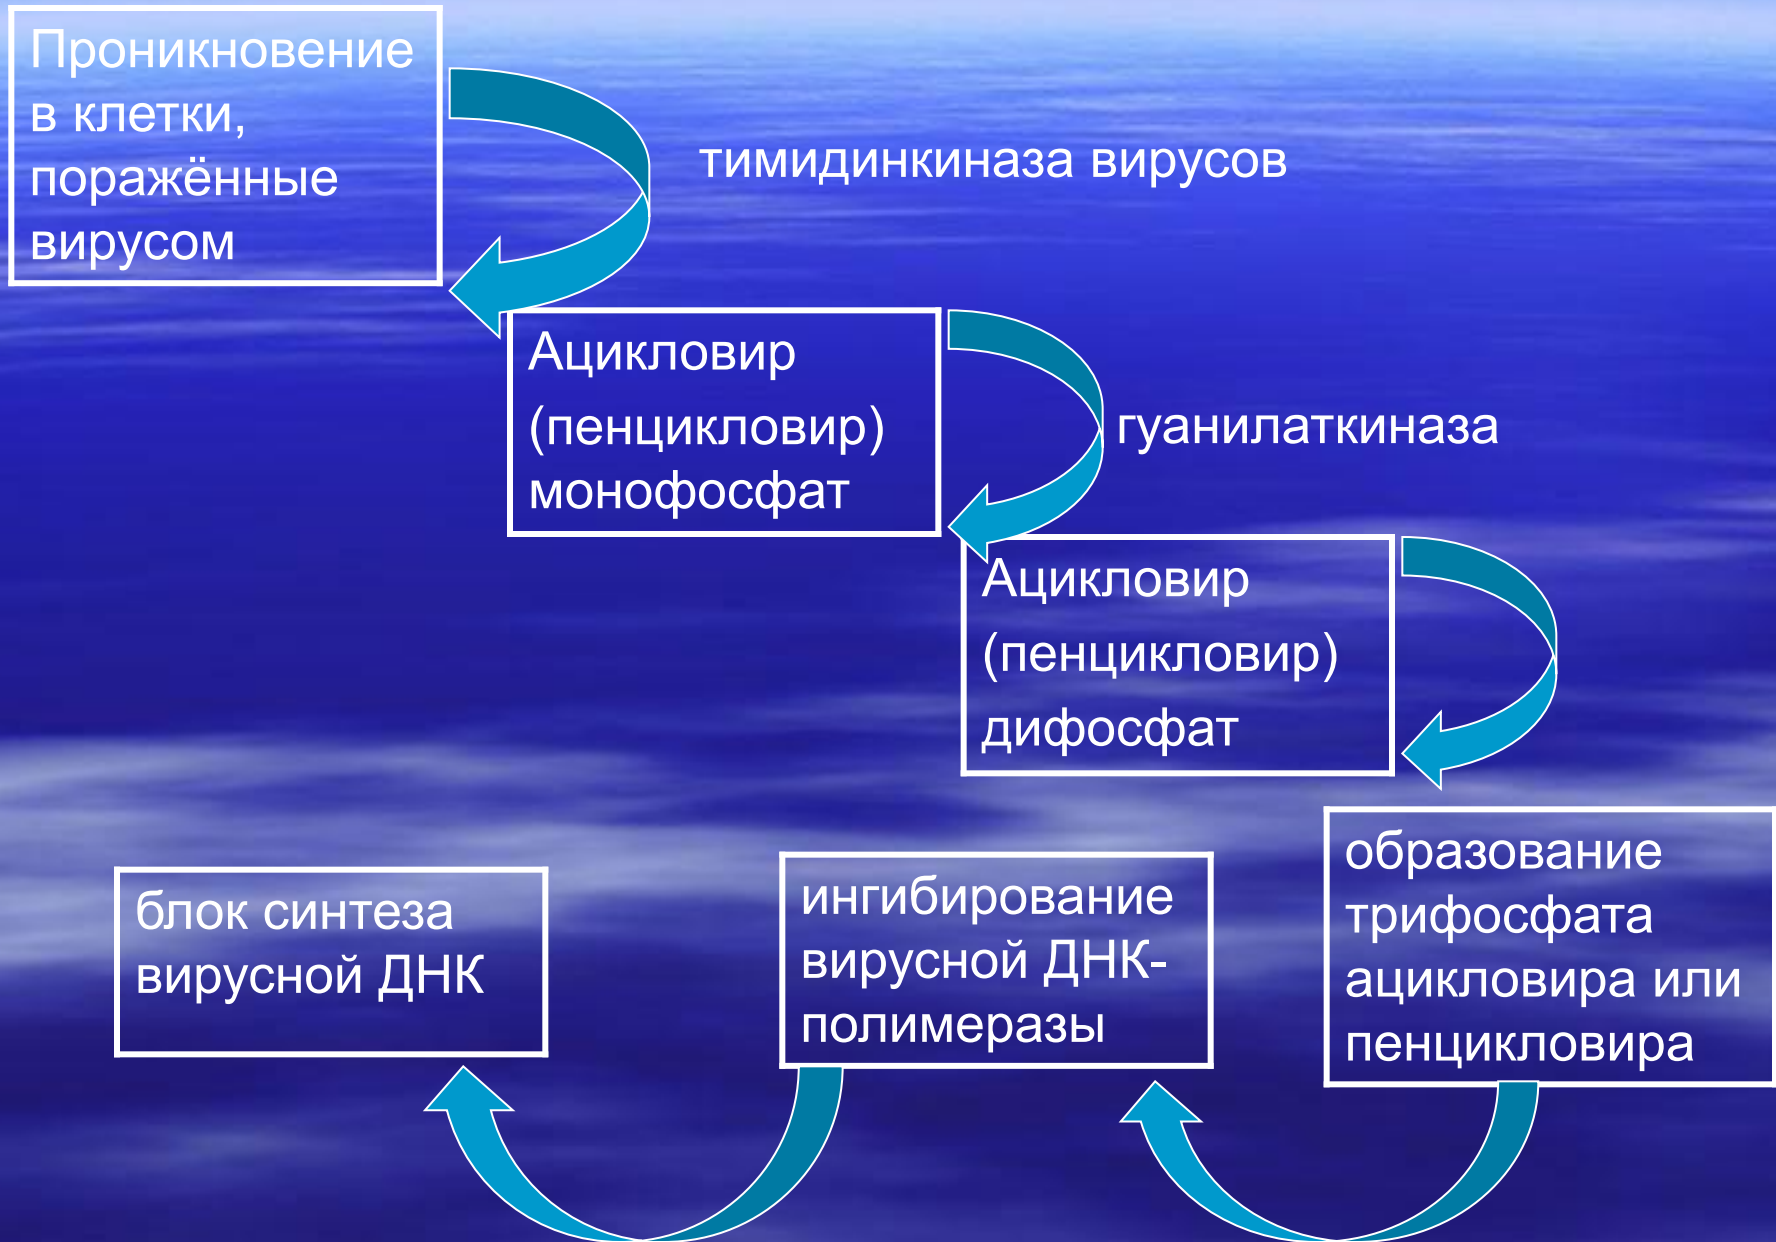 Проникновение
в клетки,
поражённые
вирусом
тимидинкиназа вирусов
Ацикловир
(пенцикловир)
монофосфат
гуанилаткиназа
Ацикловир
(пенцикловир)
дифосфат
образование
трифосфата
ацикловира или
пенцикловира
ингибирование
вирусной ДНК-
полимеразы
блок синтеза
вирусной ДНК